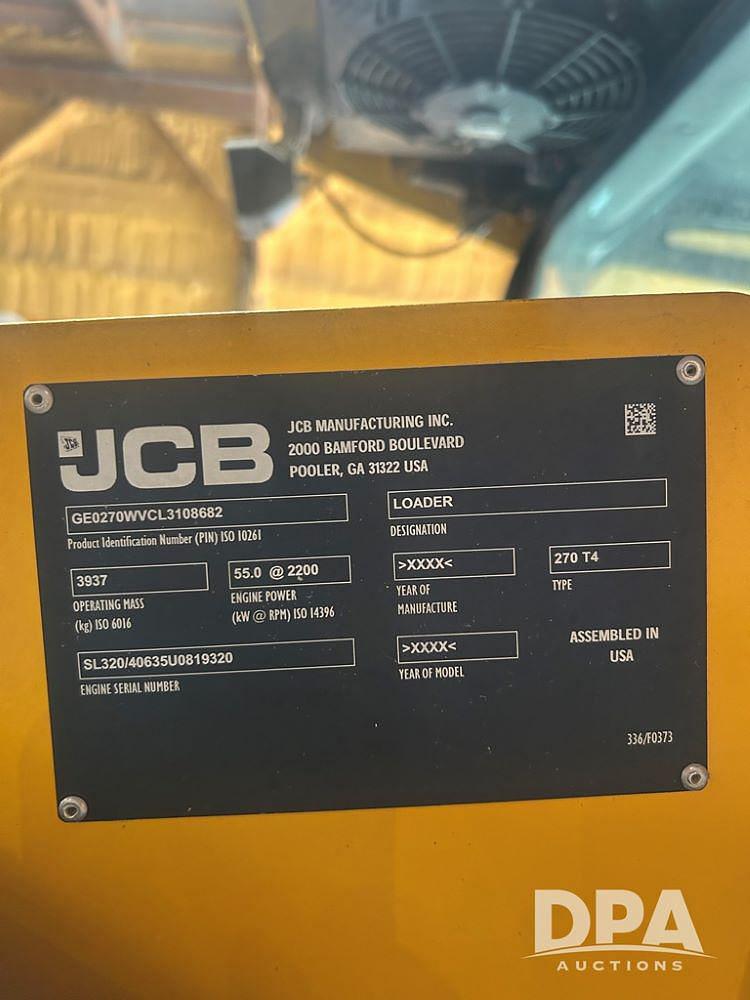 JCB
JCB MANUFACTURING INC.
2000 BAMFORD BOULEVARD
POOLER, GA 31322 USA
GE0270WVCL3108682
Product Identification Number (PIN) ISO 10261
LOADER
DESIGNATION
3937
OPERATING MASS
(kg) ISO 6016
55.0 @ 2200
ENGINE POWER
(kW @ RPM) ISO 14396
>XXXX<
YEAR OF
MANUFACTURE
270 T4
TYPE
SL320/40635U0819320
ENGINE SERIAL NUMBER
>XXXX<
YEAR OF MODEL
ASSEMBLED IN
USA
336/F0373
DPA
AUCTIONS